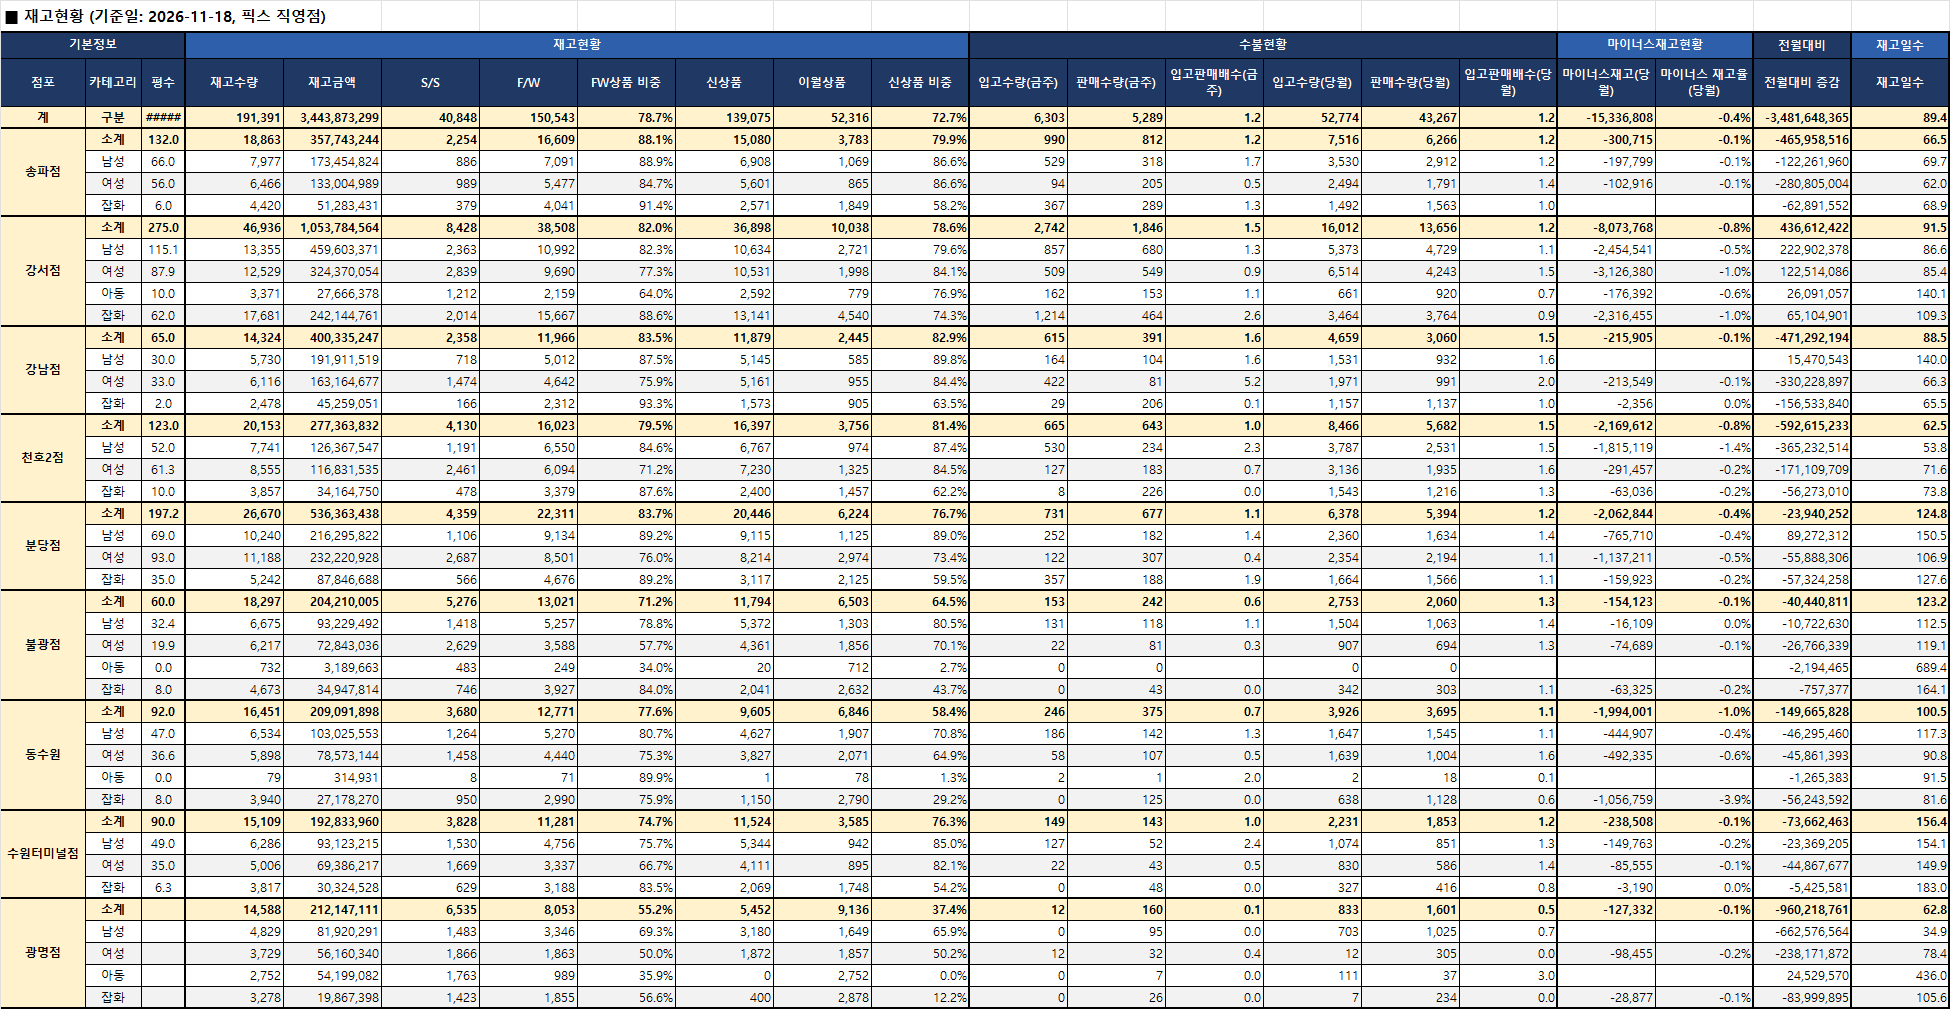 ■ 재고현황 (기준일: 2026-11-18, 픽스 직영점)
기본정보 재고현황 수불현황 마이너스재고현황 전월대비 재고일수
점포 카테고리 평수 재고수량 재고금액 S/S F/W FW상품 비중 신상품 이월상품 신상품 비중 입고수량(금주) 판매수량(금주) 입고판매배수(금주) 입고수량(당월) 판매수량(당월) 입고판매배수(당월) 마이너스재고(당월) 마이너스 재고율(당월) 전월대비 증감 재고일수
계 구분 ##### 191,391 3,443,873,299 40,848 150,543 78.7% 139,075 52,316 72.7% 6,303 5,289 1.2 52,774 43,267 1.2 -15,336,808 -0.4% -3,481,648,365 89.4
송파점 소계 132.0 18,863 357,743,244 2,254 16,609 88.1% 15,080 3,783 79.9% 990 812 1.2 7,516 6,266 1.2 -300,715 -0.1% -465,958,516 66.5
남성 66.0 7,977 173,454,824 886 7,091 88.9% 6,908 1,069 86.6% 529 318 1.7 3,530 2,912 1.2 -197,799 -0.1% -122,261,960 69.7
여성 56.0 6,466 133,004,989 989 5,477 84.7% 5,601 865 86.6% 94 205 0.5 2,494 1,791 1.4 -102,916 -0.1% -280,805,004 62.0
잡화 6.0 4,420 51,283,431 379 4,041 91.4% 2,571 1,849 58.2% 367 289 1.3 1,492 1,563 1.0 -62,891,552 68.9
강서점 소계 275.0 46,936 1,053,784,564 8,428 38,508 82.0% 36,898 10,038 78.6% 2,742 1,846 1.5 16,012 13,656 1.2 -8,073,768 -0.8% 436,612,422 91.5
남성 115.1 13,355 459,603,371 2,363 10,992 82.3% 10,634 2,721 79.6% 857 680 1.3 5,373 4,729 1.1 -2,454,541 -0.5% 222,902,378 86.6
여성 87.9 12,529 324,370,054 2,839 9,690 77.3% 10,531 1,998 84.1% 509 549 0.9 6,514 4,243 1.5 -3,126,380 -1.0% 122,514,086 85.4
아동 10.0 3,371 27,666,378 1,212 2,159 64.0% 2,592 779 76.9% 162 153 1.1 661 920 0.7 -176,392 -0.6% 26,091,057 140.1
잡화 62.0 17,681 242,144,761 2,014 15,667 88.6% 13,141 4,540 74.3% 1,214 464 2.6 3,464 3,764 0.9 -2,316,455 -1.0% 65,104,901 109.3
강남점 소계 65.0 14,324 400,335,247 2,358 11,966 83.5% 11,879 2,445 82.9% 615 391 1.6 4,659 3,060 1.5 -215,905 -0.1% -471,292,194 88.5
남성 30.0 5,730 191,911,519 718 5,012 87.5% 5,145 585 89.8% 164 104 1.6 1,531 932 1.6 15,470,543 140.0
여성 33.0 6,116 163,164,677 1,474 4,642 75.9% 5,161 955 84.4% 422 81 5.2 1,971 991 2.0 -213,549 -0.1% -330,228,897 66.3
잡화 2.0 2,478 45,259,051 166 2,312 93.3% 1,573 905 63.5% 29 206 0.1 1,157 1,137 1.0 -2,356 0.0% -156,533,840 65.5
천호2점 소계 123.0 20,153 277,363,832 4,130 16,023 79.5% 16,397 3,756 81.4% 665 643 1.0 8,466 5,682 1.5 -2,169,612 -0.8% -592,615,233 62.5
남성 52.0 7,741 126,367,547 1,191 6,550 84.6% 6,767 974 87.4% 530 234 2.3 3,787 2,531 1.5 -1,815,119 -1.4% -365,232,514 53.8
여성 61.3 8,555 116,831,535 2,461 6,094 71.2% 7,230 1,325 84.5% 127 183 0.7 3,136 1,935 1.6 -291,457 -0.2% -171,109,709 71.6
잡화 10.0 3,857 34,164,750 478 3,379 87.6% 2,400 1,457 62.2% 8 226 0.0 1,543 1,216 1.3 -63,036 -0.2% -56,273,010 73.8
분당점 소계 197.2 26,670 536,363,438 4,359 22,311 83.7% 20,446 6,224 76.7% 731 677 1.1 6,378 5,394 1.2 -2,062,844 -0.4% -23,940,252 124.8
남성 69.0 10,240 216,295,822 1,106 9,134 89.2% 9,115 1,125 89.0% 252 182 1.4 2,360 1,634 1.4 -765,710 -0.4% 89,272,312 150.5
여성 93.0 11,188 232,220,928 2,687 8,501 76.0% 8,214 2,974 73.4% 122 307 0.4 2,354 2,194 1.1 -1,137,211 -0.5% -55,888,306 106.9
잡화 35.0 5,242 87,846,688 566 4,676 89.2% 3,117 2,125 59.5% 357 188 1.9 1,664 1,566 1.1 -159,923 -0.2% -57,324,258 127.6
불광점 소계 60.0 18,297 204,210,005 5,276 13,021 71.2% 11,794 6,503 64.5% 153 242 0.6 2,753 2,060 1.3 -154,123 -0.1% -40,440,811 123.2
남성 32.4 6,675 93,229,492 1,418 5,257 78.8% 5,372 1,303 80.5% 131 118 1.1 1,504 1,063 1.4 -16,109 0.0% -10,722,630 112.5
여성 19.9 6,217 72,843,036 2,629 3,588 57.7% 4,361 1,856 70.1% 22 81 0.3 907 694 1.3 -74,689 -0.1% -26,766,339 119.1
아동 0.0 732 3,189,663 483 249 34.0% 20 712 2.7% 0 0 0 0 -2,194,465 689.4
잡화 8.0 4,673 34,947,814 746 3,927 84.0% 2,041 2,632 43.7% 0 43 0.0 342 303 1.1 -63,325 -0.2% -757,377 164.1
동수원 소계 92.0 16,451 209,091,898 3,680 12,771 77.6% 9,605 6,846 58.4% 246 375 0.7 3,926 3,695 1.1 -1,994,001 -1.0% -149,665,828 100.5
남성 47.0 6,534 103,025,553 1,264 5,270 80.7% 4,627 1,907 70.8% 186 142 1.3 1,647 1,545 1.1 -444,907 -0.4% -46,295,460 117.3
여성 36.6 5,898 78,573,144 1,458 4,440 75.3% 3,827 2,071 64.9% 58 107 0.5 1,639 1,004 1.6 -492,335 -0.6% -45,861,393 90.8
아동 0.0 79 314,931 8 71 89.9% 1 78 1.3% 2 1 2.0 2 18 0.1 -1,265,383 91.5
잡화 8.0 3,940 27,178,270 950 2,990 75.9% 1,150 2,790 29.2% 0 125 0.0 638 1,128 0.6 -1,056,759 -3.9% -56,243,592 81.6
수원터미널점 소계 90.0 15,109 192,833,960 3,828 11,281 74.7% 11,524 3,585 76.3% 149 143 1.0 2,231 1,853 1.2 -238,508 -0.1% -73,662,463 156.4
남성 49.0 6,286 93,123,215 1,530 4,756 75.7% 5,344 942 85.0% 127 52 2.4 1,074 851 1.3 -149,763 -0.2% -23,369,205 154.1
여성 35.0 5,006 69,386,217 1,669 3,337 66.7% 4,111 895 82.1% 22 43 0.5 830 586 1.4 -85,555 -0.1% -44,867,677 149.9
잡화 6.3 3,817 30,324,528 629 3,188 83.5% 2,069 1,748 54.2% 0 48 0.0 327 416 0.8 -3,190 0.0% -5,425,581 183.0
광명점 소계 14,588 212,147,111 6,535 8,053 55.2% 5,452 9,136 37.4% 12 160 0.1 833 1,601 0.5 -127,332 -0.1% -960,218,761 62.8
남성 4,829 81,920,291 1,483 3,346 69.3% 3,180 1,649 65.9% 0 95 0.0 703 1,025 0.7 -662,576,564 34.9
여성 3,729 56,160,340 1,866 1,863 50.0% 1,872 1,857 50.2% 12 32 0.4 12 305 0.0 -98,455 -0.2% -238,171,872 78.4
아동 2,752 54,199,082 1,763 989 35.9% 0 2,752 0.0% 0 7 0.0 111 37 3.0 24,529,570 436.0
잡화 3,278 19,867,398 1,423 1,855 56.6% 400 2,878 12.2% 0 26 0.0 7 234 0.0 -28,877 -0.1% -83,999,895 105.6